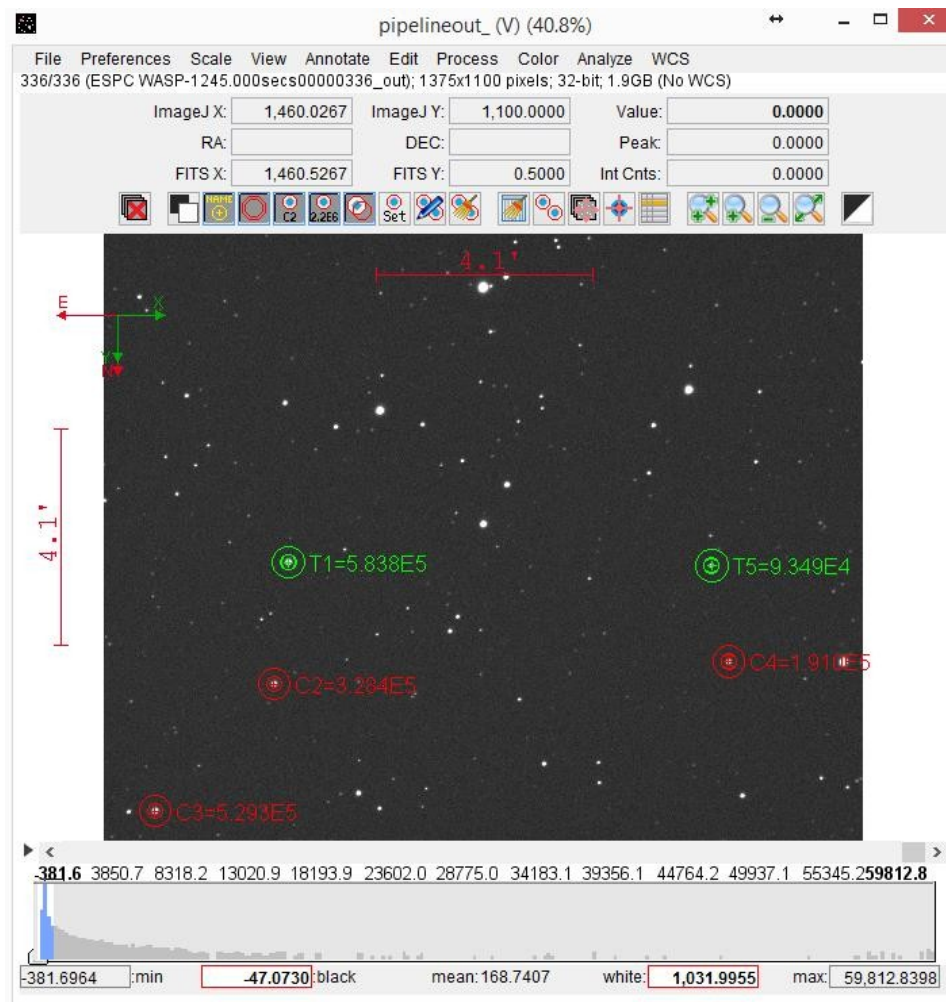 pipelineout_ (V) (40.8%)
File Preferences Scale View Annotate Edit Process Color Analyze WCS
336/336 (ESPC WASP-1245.000secs00000336_out); 1375x1100 pixels; 32-bit; 1.9GB (No WCS)
ImageJ X: 1,460.0267 ImageJ Y: 1,100.0000 Value: 0.0000
RA: DEC: Peak: 0.0000
FITS X: 1,460.5267 FITS Y: 0.5000 Int Cnts: 0.0000
NAME C2 2.2E6 Set
4.1'
E X
Y
N
4.1'
T1=5.838E5 T5=9.349E4
C4=1.910E5
C2=3.284E5
C3=5.293E5
-381.6 3850.7 8318.2 13020.9 18193.9 23602.0 28775.0 34183.1 39356.1 44764.2 49937.1 55345.2 59812.8
-381.6964 :min -47.0730 :black mean: 168.7407 white: 1,031.9955 max: 59,812.8398